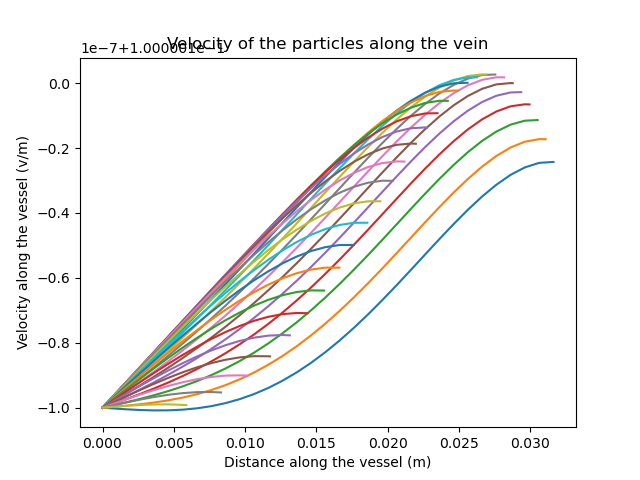 Velocity of the particles along the vein
1e−7+1.000001e−1
0.0
−0.2
−0.4
−0.6
−0.8
−1.0
Velocity along the vessel (v/m)
0.000 0.005 0.010 0.015 0.020 0.025 0.030
Distance along the vessel (m)